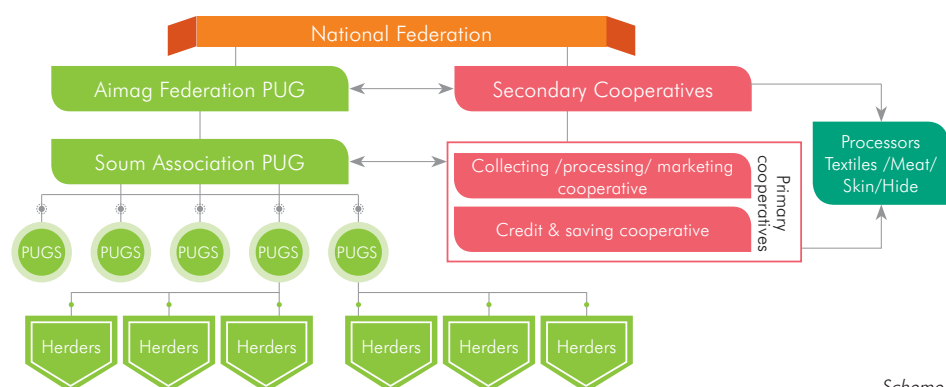 National Federation
Aimag Federation PUG
Secondary Cooperatives
Soum Association PUG
Collecting /processing/ marketing
cooperative
Credit & saving cooperative
Primary
cooperatives
Processors
Textiles /Meat/
Skin/Hide
PUGS
PUGS
PUGS
PUGS
PUGS
Herders
Herders
Herders
Herders
Herders
Herders
Scheme